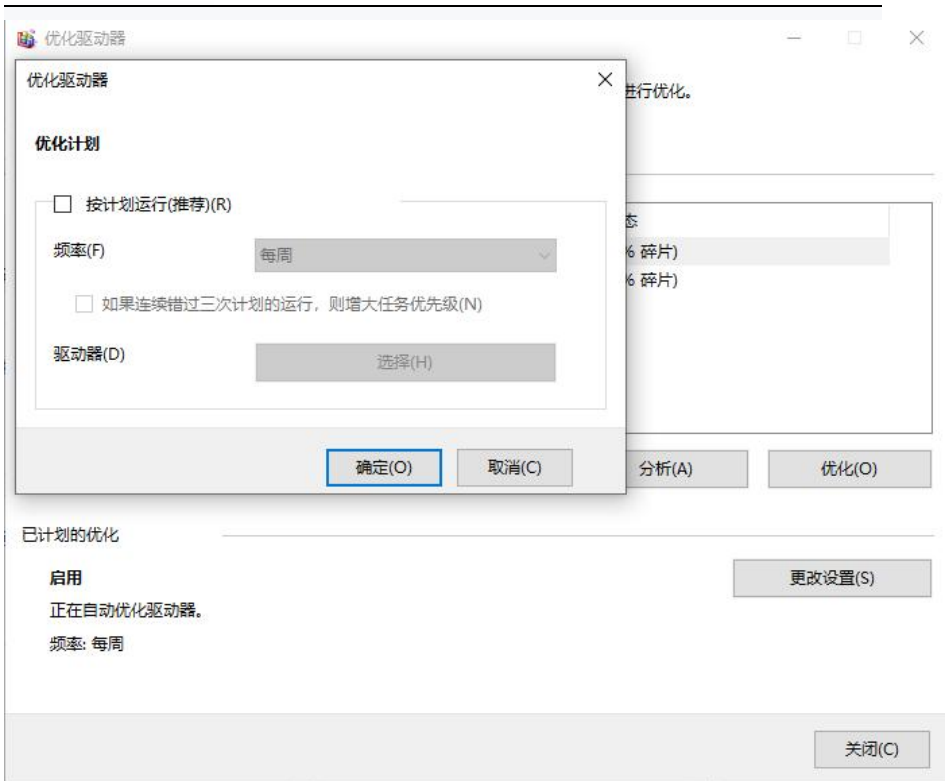 优化驱动器
优化驱动器
进行优化。
优化计划
按计划运行(推荐)(R)
态
频率(F)
每周
% 碎片)
% 碎片)
如果连续错过三次计划的运行，则增大任务优先级(N)
驱动器(D)
选择(H)
确定(O)
取消(C)
分析(A)
优化(O)
已计划的优化
启用
更改设置(S)
正在自动优化驱动器。
频率: 每周
关闭(C)